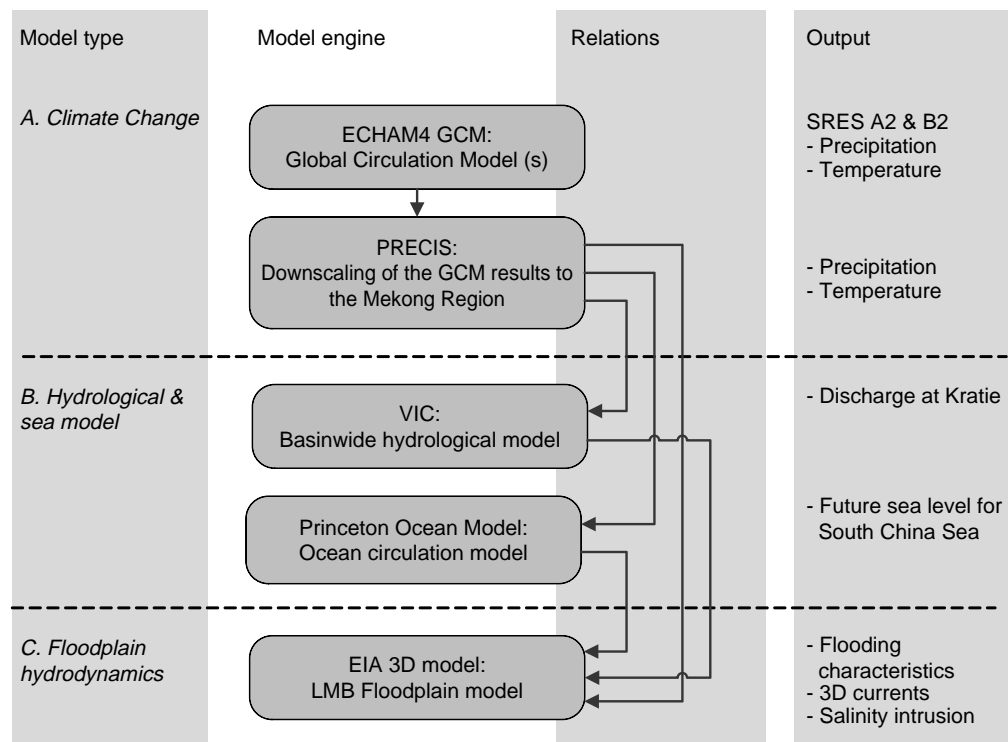 Model type
Model engine
Relations
Output
A. Climate Change
ECHAM4 GCM:
Global Circulation Model (s)
SRES A2 & B2
- Precipitation
- Temperature
PRECIS:
Downscaling of the GCM results to
the Mekong Region
- Precipitation
- Temperature
B. Hydrological &
sea model
VIC:
Basinwide hydrological model
- Discharge at Kratie
Princeton Ocean Model:
Ocean circulation model
- Future sea level for
South China Sea
C. Floodplain
hydrodynamics
EIA 3D model:
LMB Floodplain model
- Flooding
characteristics
- 3D currents
- Salinity intrusion